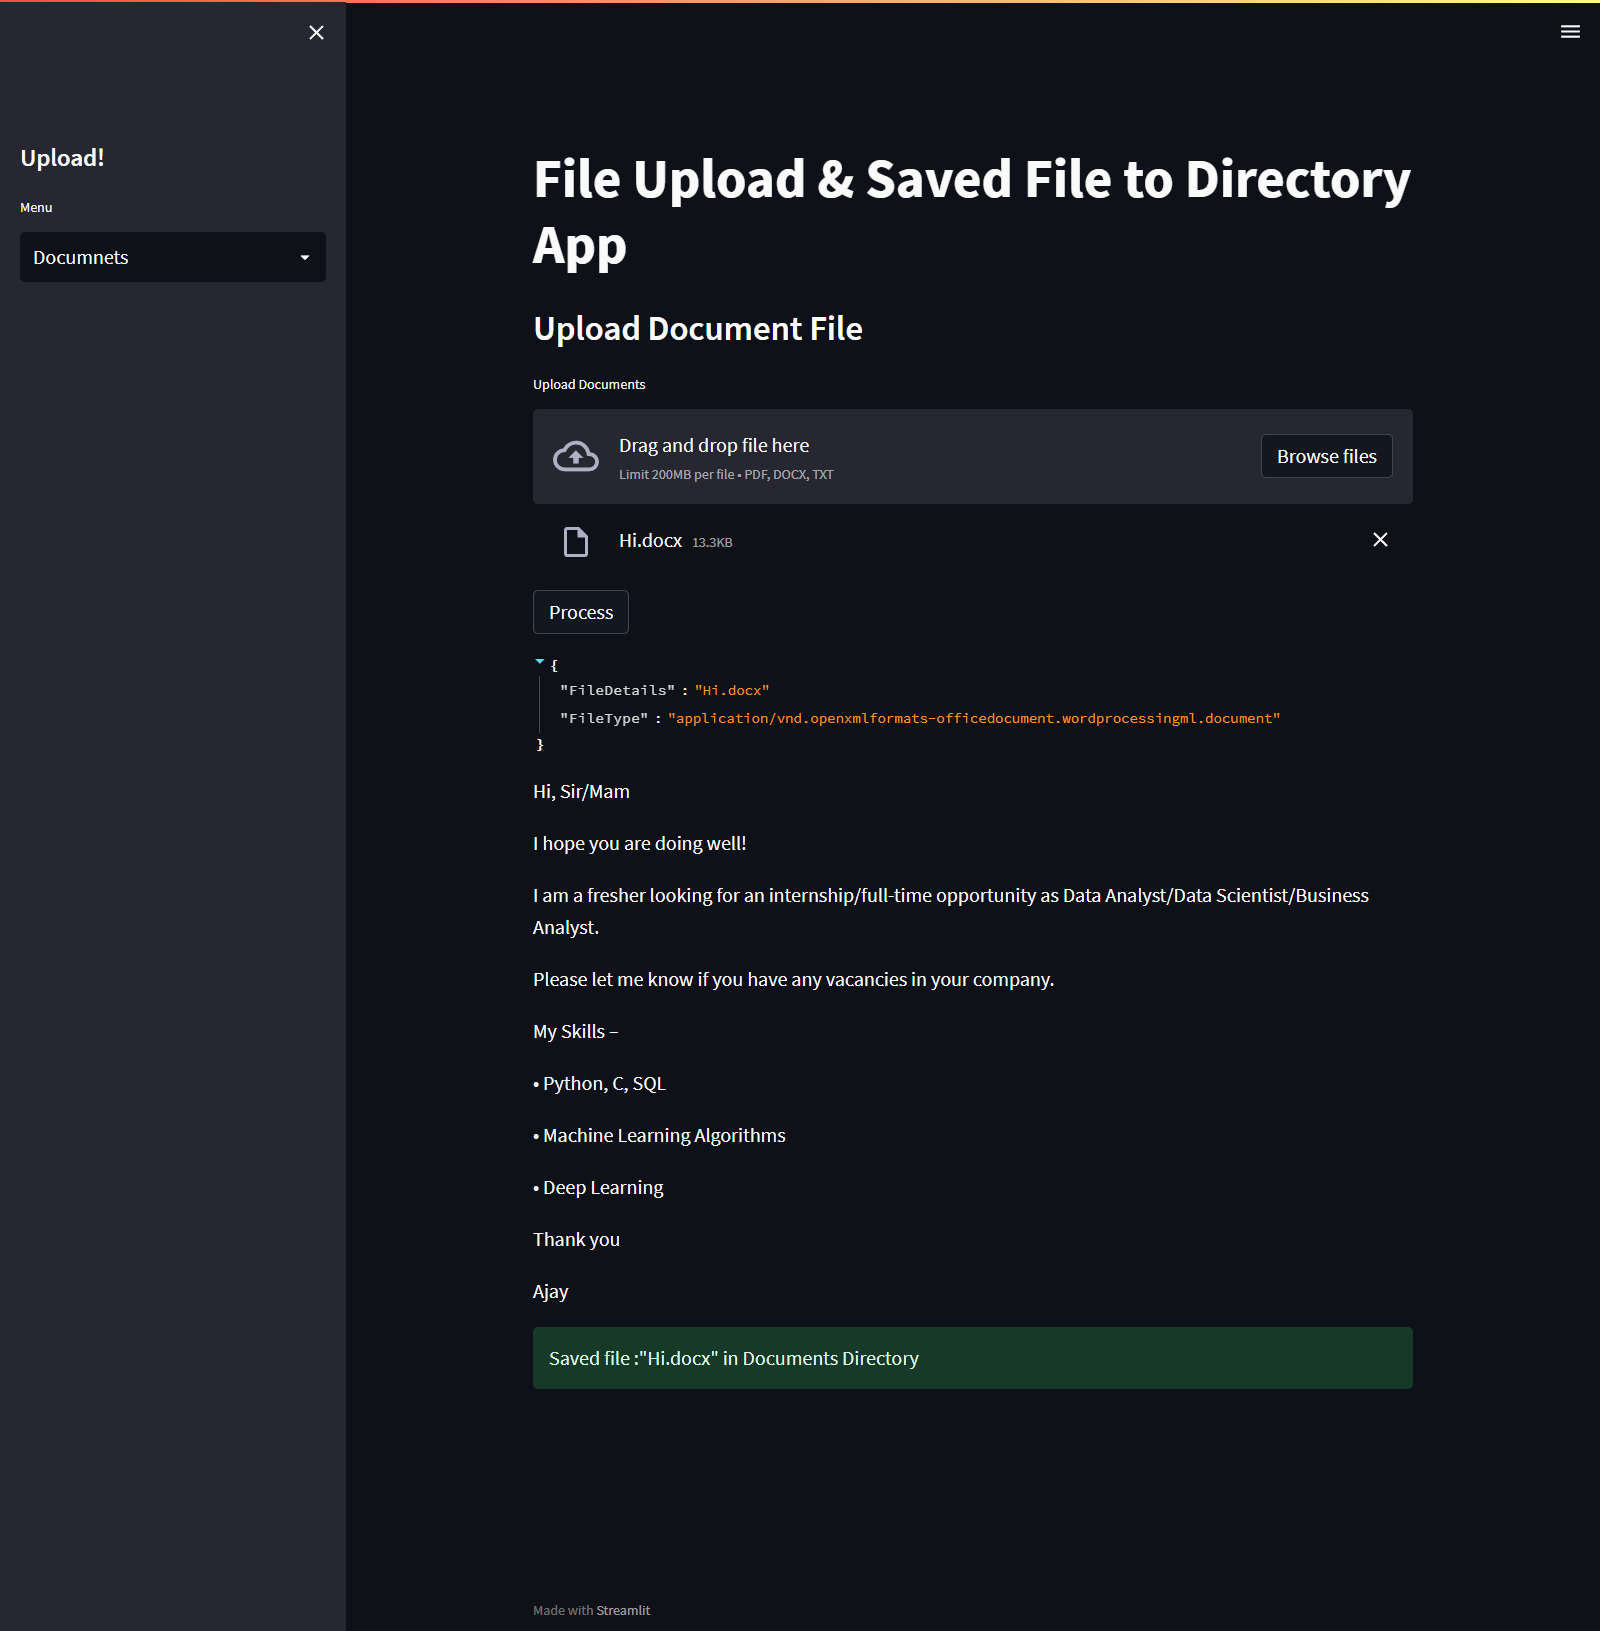 Upload!
Menu
Documnets
File Upload & Saved File to Directory
App
Upload Document File
Upload Documents
Drag and drop file here
Limit 200MB per file • PDF, DOCX, TXT
Browse files
Hi.docx 13.3KB
Process
{
"FileDetails" : "Hi.docx"
"FileType" : "application/vnd.openxmlformats-officedocument.wordprocessingml.document"
}
Hi, Sir/Mam
I hope you are doing well!
I am a fresher looking for an internship/full-time opportunity as Data Analyst/Data Scientist/Business
Analyst.
Please let me know if you have any vacancies in your company.
My Skills –
• Python, C, SQL
• Machine Learning Algorithms
• Deep Learning
Thank you
Ajay
Saved file :"Hi.docx" in Documents Directory
Made with Streamlit